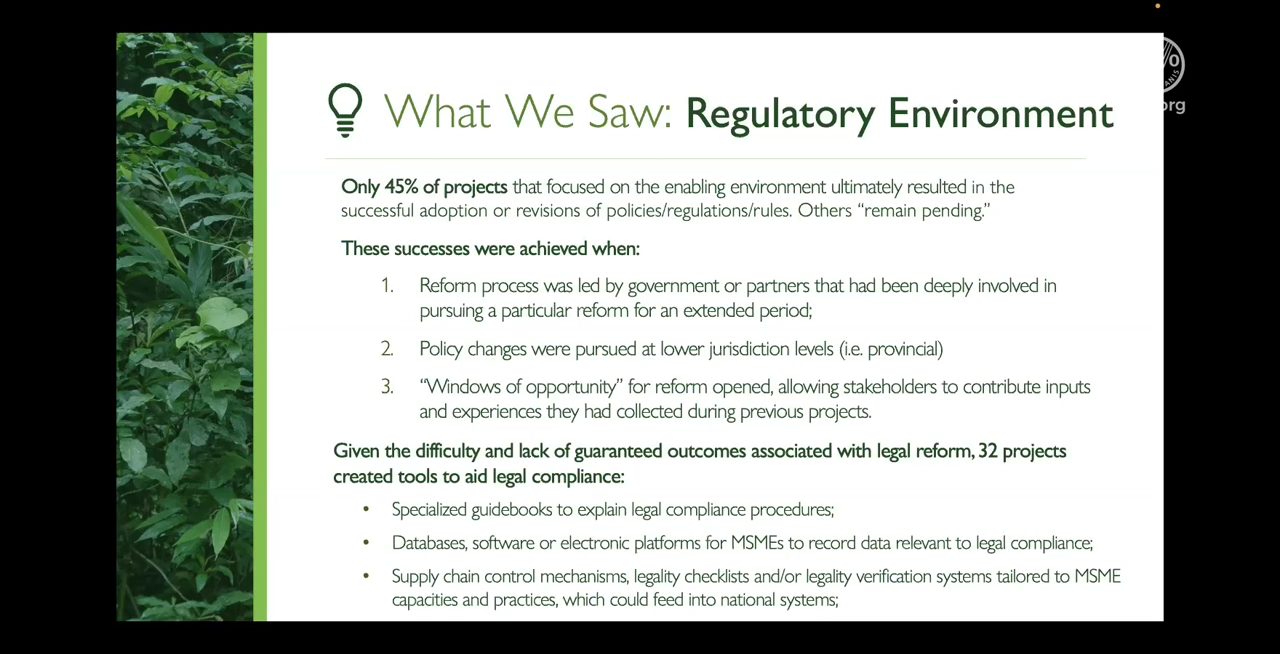 What We Saw: Regulatory Environment
Only 45% of projects that focused on the enabling environment ultimately resulted in the
successful adoption or revisions of policies/regulations/rules. Others “remain pending.”
These successes were achieved when:
1. Reform process was led by government or partners that had been deeply involved in
pursuing a particular reform for an extended period;
2. Policy changes were pursued at lower jurisdiction levels (i.e. provincial)
3. “Windows of opportunity” for reform opened, allowing stakeholders to contribute inputs
and experiences they had collected during previous projects.
Given the difficulty and lack of guaranteed outcomes associated with legal reform, 32 projects
created tools to aid legal compliance:
• Specialized guidebooks to explain legal compliance procedures;
• Databases, software or electronic platforms for MSMEs to record data relevant to legal compliance;
• Supply chain control mechanisms, legality checklists and/or legality verification systems tailored to MSME
capacities and practices, which could feed into national systems;
org